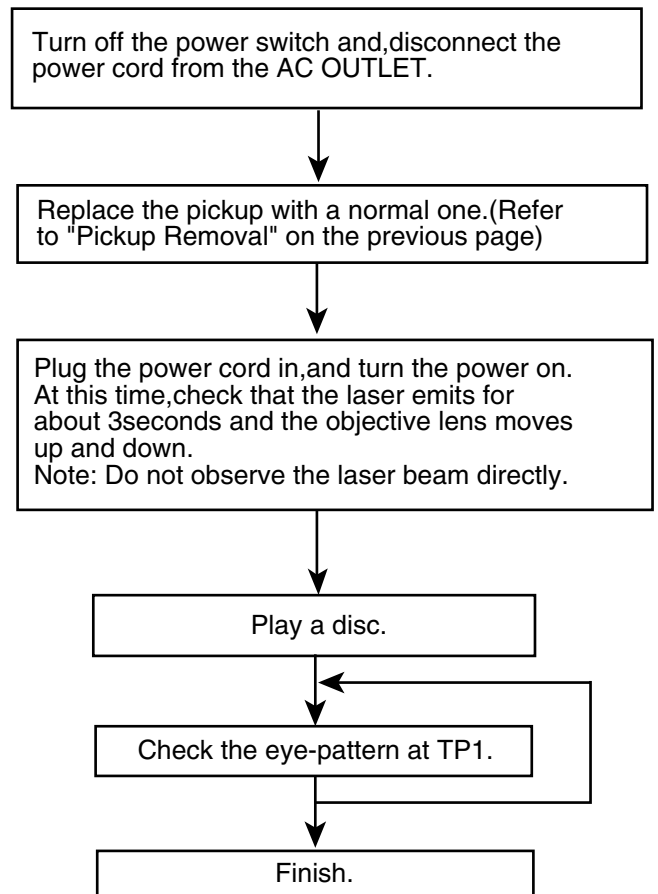 Turn off the power switch and,disconnect the
power cord from the AC OUTLET.
Replace the pickup with a normal one.(Refer
to "Pickup Removal" on the previous page)
Plug the power cord in,and turn the power on.
At this time,check that the laser emits for
about 3seconds and the objective lens moves
up and down.
Note: Do not observe the laser beam directly.
Play a disc.
Check the eye-pattern at TP1.
Finish.